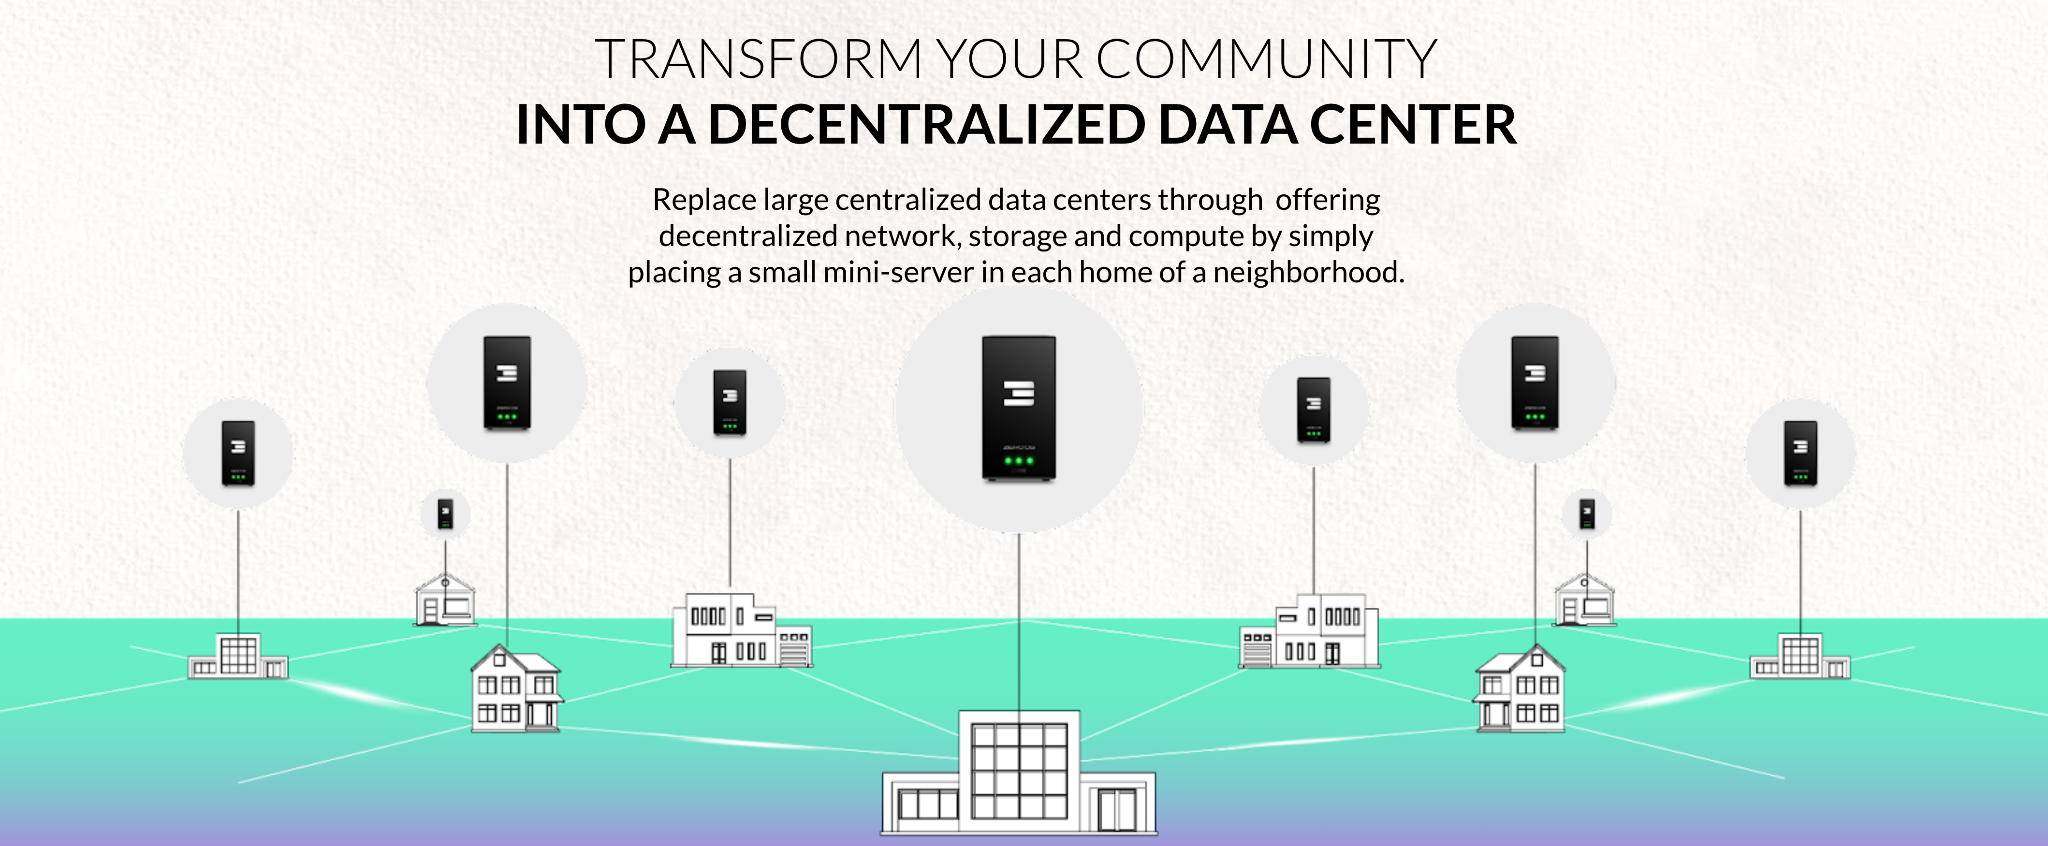 TRANSFORM YOUR COMMUNITY
INTO A DECENTRALIZED DATA CENTER
Replace large centralized data centers through offering
decentralized network, storage and compute by simply
placing a small mini-server in each home of a neighborhood.